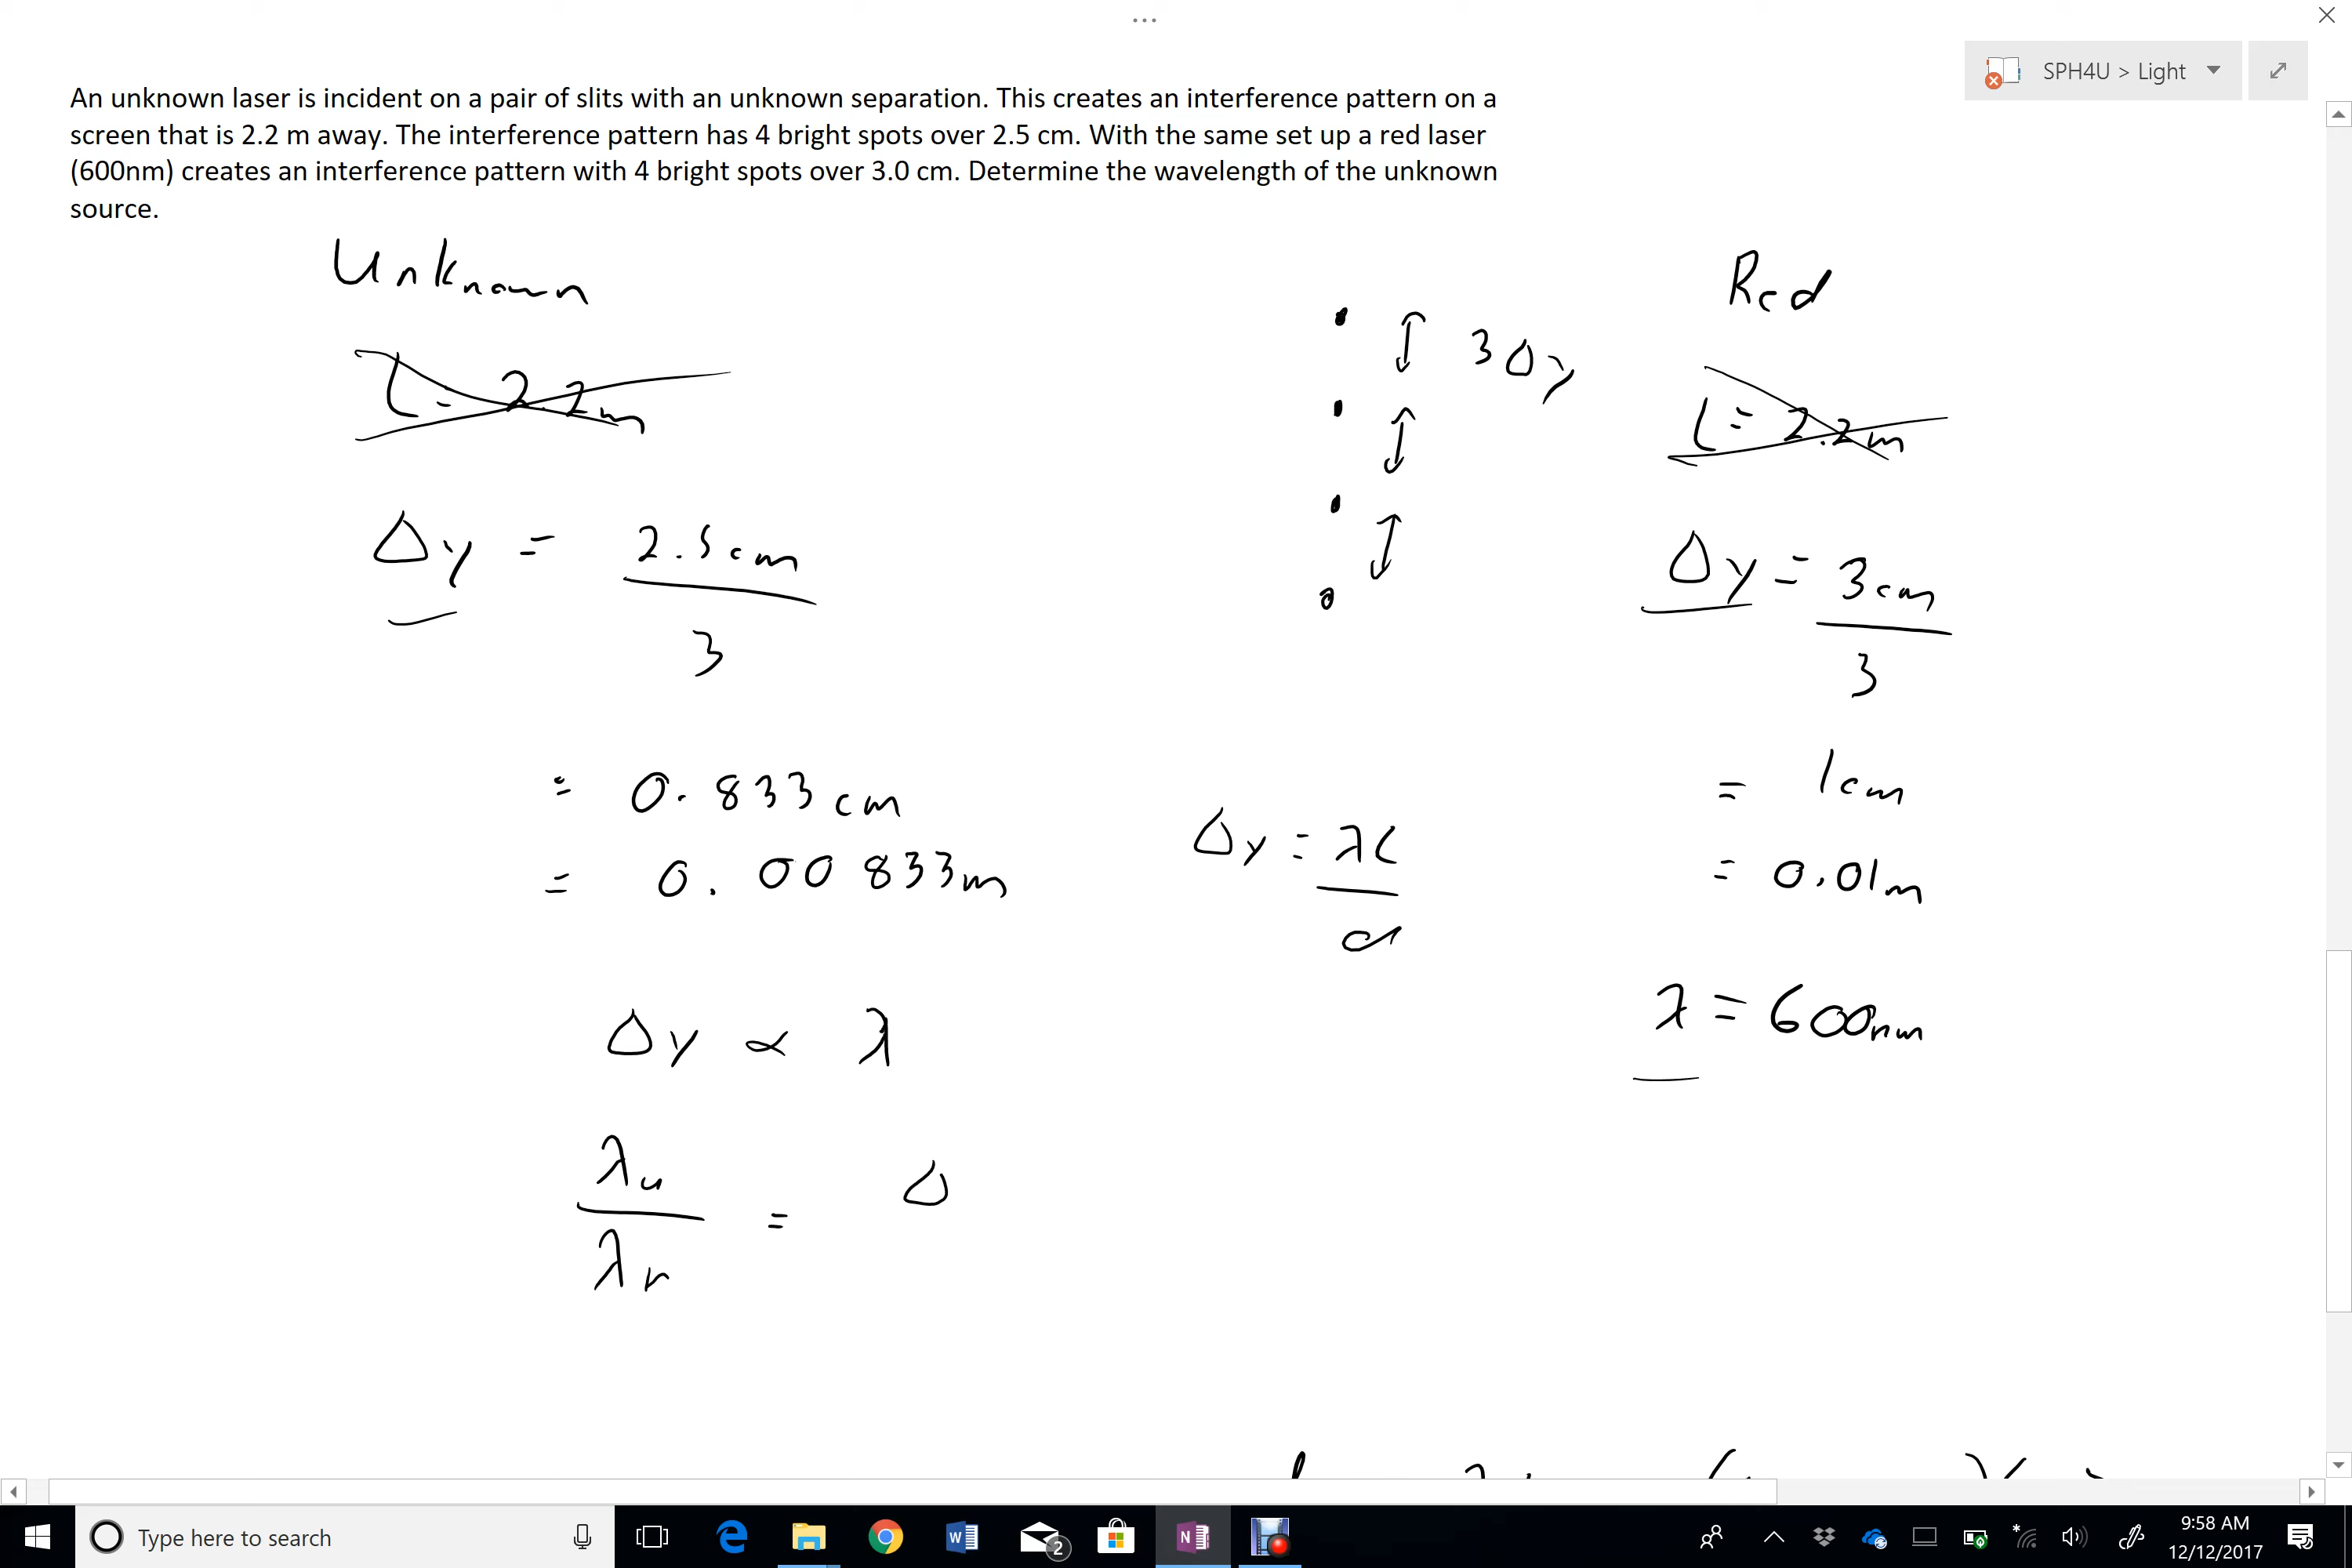 SPH4U > Light
An unknown laser is incident on a pair of slits with an unknown separation. This creates an interference pattern on a
screen that is 2.2 m away. The interference pattern has 4 bright spots over 2.5 cm. With the same set up a red laser
(600nm) creates an interference pattern with 4 bright spots over 3.0 cm. Determine the wavelength of the unknown
source.
Unknown
L = 2.2m
Δy = 2.5cm
3
= 0.833cm
= 0.00833m
Δy ∝ λ
λu
=
Δ
λr
3Δy
Δy = λL
d
Red
L = 2.2m
Δy = 3cm
3
= 1cm
= 0.01m
λ = 600nm
Type here to search
2
9:58 AM
12/12/2017